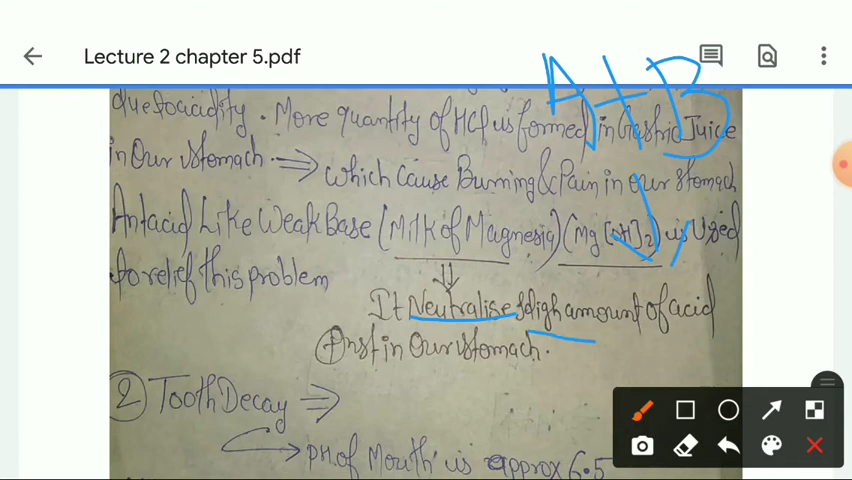 Lecture 2 chapter 5.pdf
A+B
due to acidity. More quantity of HCl is formed in Gastric Juice
in Our stomach ⇒ which cause Burning & Pain in our stomach
Antacid Like Weak Base (Milk of Magnesia) (Mg [OH]2) is Used
to relief this problem
⇓
It Neutralise High amount of acid
in Our stomach.
② Tooth Decay ⇒
→ PH of Mouth is approx 6.5